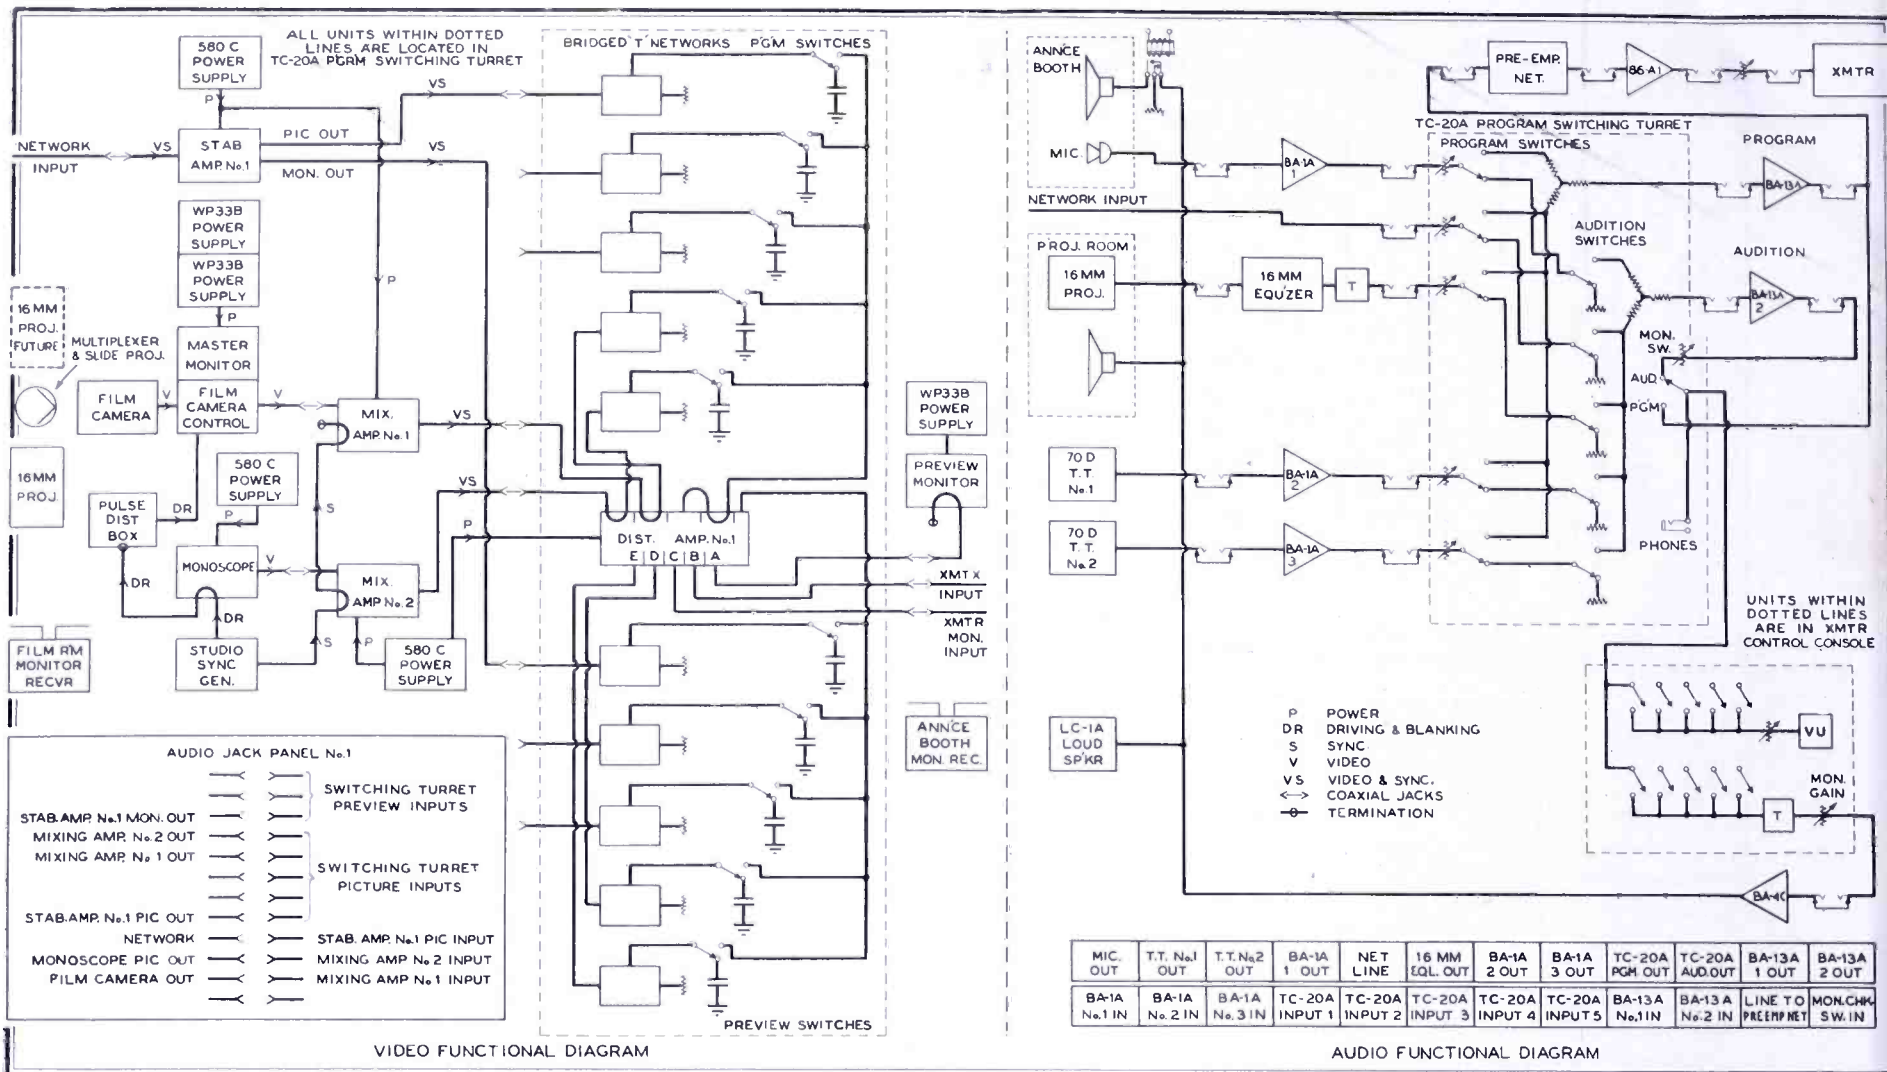 ALL UNITS WITHIN DOTTED
LINES ARE LOCATED IN
TC-20A PGRM SWITCHING TURRET
580 C
POWER
SUPPLY
P
NETWORK
INPUT
VS
STAB
AMP. No.1
PIC OUT
MON. OUT
VS
VS
WP33B
POWER
SUPPLY
WP33B
POWER
SUPPLY
P
P
16 MM
PROJ.
FUTURE
MULTIPLEXER
& SLIDE PROJ.
MASTER
MONITOR
FILM
CAMERA
V
FILM
CAMERA
CONTROL
V
MIX.
AMP. No.1
VS
16 MM
PROJ.
580 C
POWER
SUPPLY
PULSE
DIST
BOX
DR
P
S
VS
P
MONOSCOPE
V
DR
DR
MIX.
AMP No.2
FILM R'M
MONITOR
RECVR
STUDIO
SYNC
GEN.
S
P
580 C
POWER
SUPPLY
BRIDGED 'T' NETWORKS
P'G'M SWITCHES
DIST. AMP. No.1
E D C B A
WP33B
POWER
SUPPLY
PREVIEW
MONITOR
XMTX
INPUT
XMTR
MON.
INPUT
ANN'CE
BOOTH
MON. REC.
PREVIEW SWITCHES
AUDIO JACK PANEL No.1
SWITCHING TURRET
PREVIEW INPUTS
STAB. AMP. No.1 MON. OUT
MIXING AMP. No.2 OUT
MIXING AMP. No 1 OUT
SWITCHING TURRET
PICTURE INPUTS
STAB. AMP. No.1 PIC OUT
NETWORK
STAB. AMP. No.1 PIC INPUT
MONOSCOPE PIC OUT
MIXING AMP No 2 INPUT
FILM CAMERA OUT
MIXING AMP No 1 INPUT
VIDEO FUNCTIONAL DIAGRAM
ANN'CE
BOOTH
MIC.
BA-1A
1
NETWORK INPUT
PROJ. ROOM
16 MM
PROJ.
16 MM
EQU'ZER
T
70 D
T.T.
No.1
BA-1A
2
70 D
T. T.
No.2
BA-1A
3
PRE-EMP.
NET.
86-A1
XMTR
TC-20A PROGRAM SWITCHING TURRET
PROGRAM SWITCHES
PROGRAM
BA-13A
AUDITION
SWITCHES
AUDITION
BA-13A
2
MON.
SW.
AUD.
PGM
PHONES
UNITS WITHIN
DOTTED LINES
ARE IN XMTR
CONTROL CONSOLE
VU
MON.
GAIN
T
BA-4C
LC-1A
LOUD
SP'KR
P POWER
DR DRIVING & BLANKING
S SYNC.
V VIDEO
VS VIDEO & SYNC.
COAXIAL JACKS
TERMINATION
MIC. OUT T.T. No.1 OUT T.T. No.2 OUT BA-1A 1 OUT NET LINE 16 MM EQL. OUT BA-1A 2 OUT BA-1A 3 OUT TC-20A PGM OUT TC-20A AUD. OUT BA-13A 1 OUT BA-13A 2 OUT
BA-1A No.1 IN BA-1A No.2 IN BA-1A No.3 IN TC-20A INPUT 1 TC-20A INPUT 2 TC-20A INPUT 3 TC-20A INPUT 4 TC-20A INPUT 5 BA-13A No.1 IN BA-13A No.2 IN LINE TO PREEMP NET MON. CHK. SW. IN
AUDIO FUNCTIONAL DIAGRAM